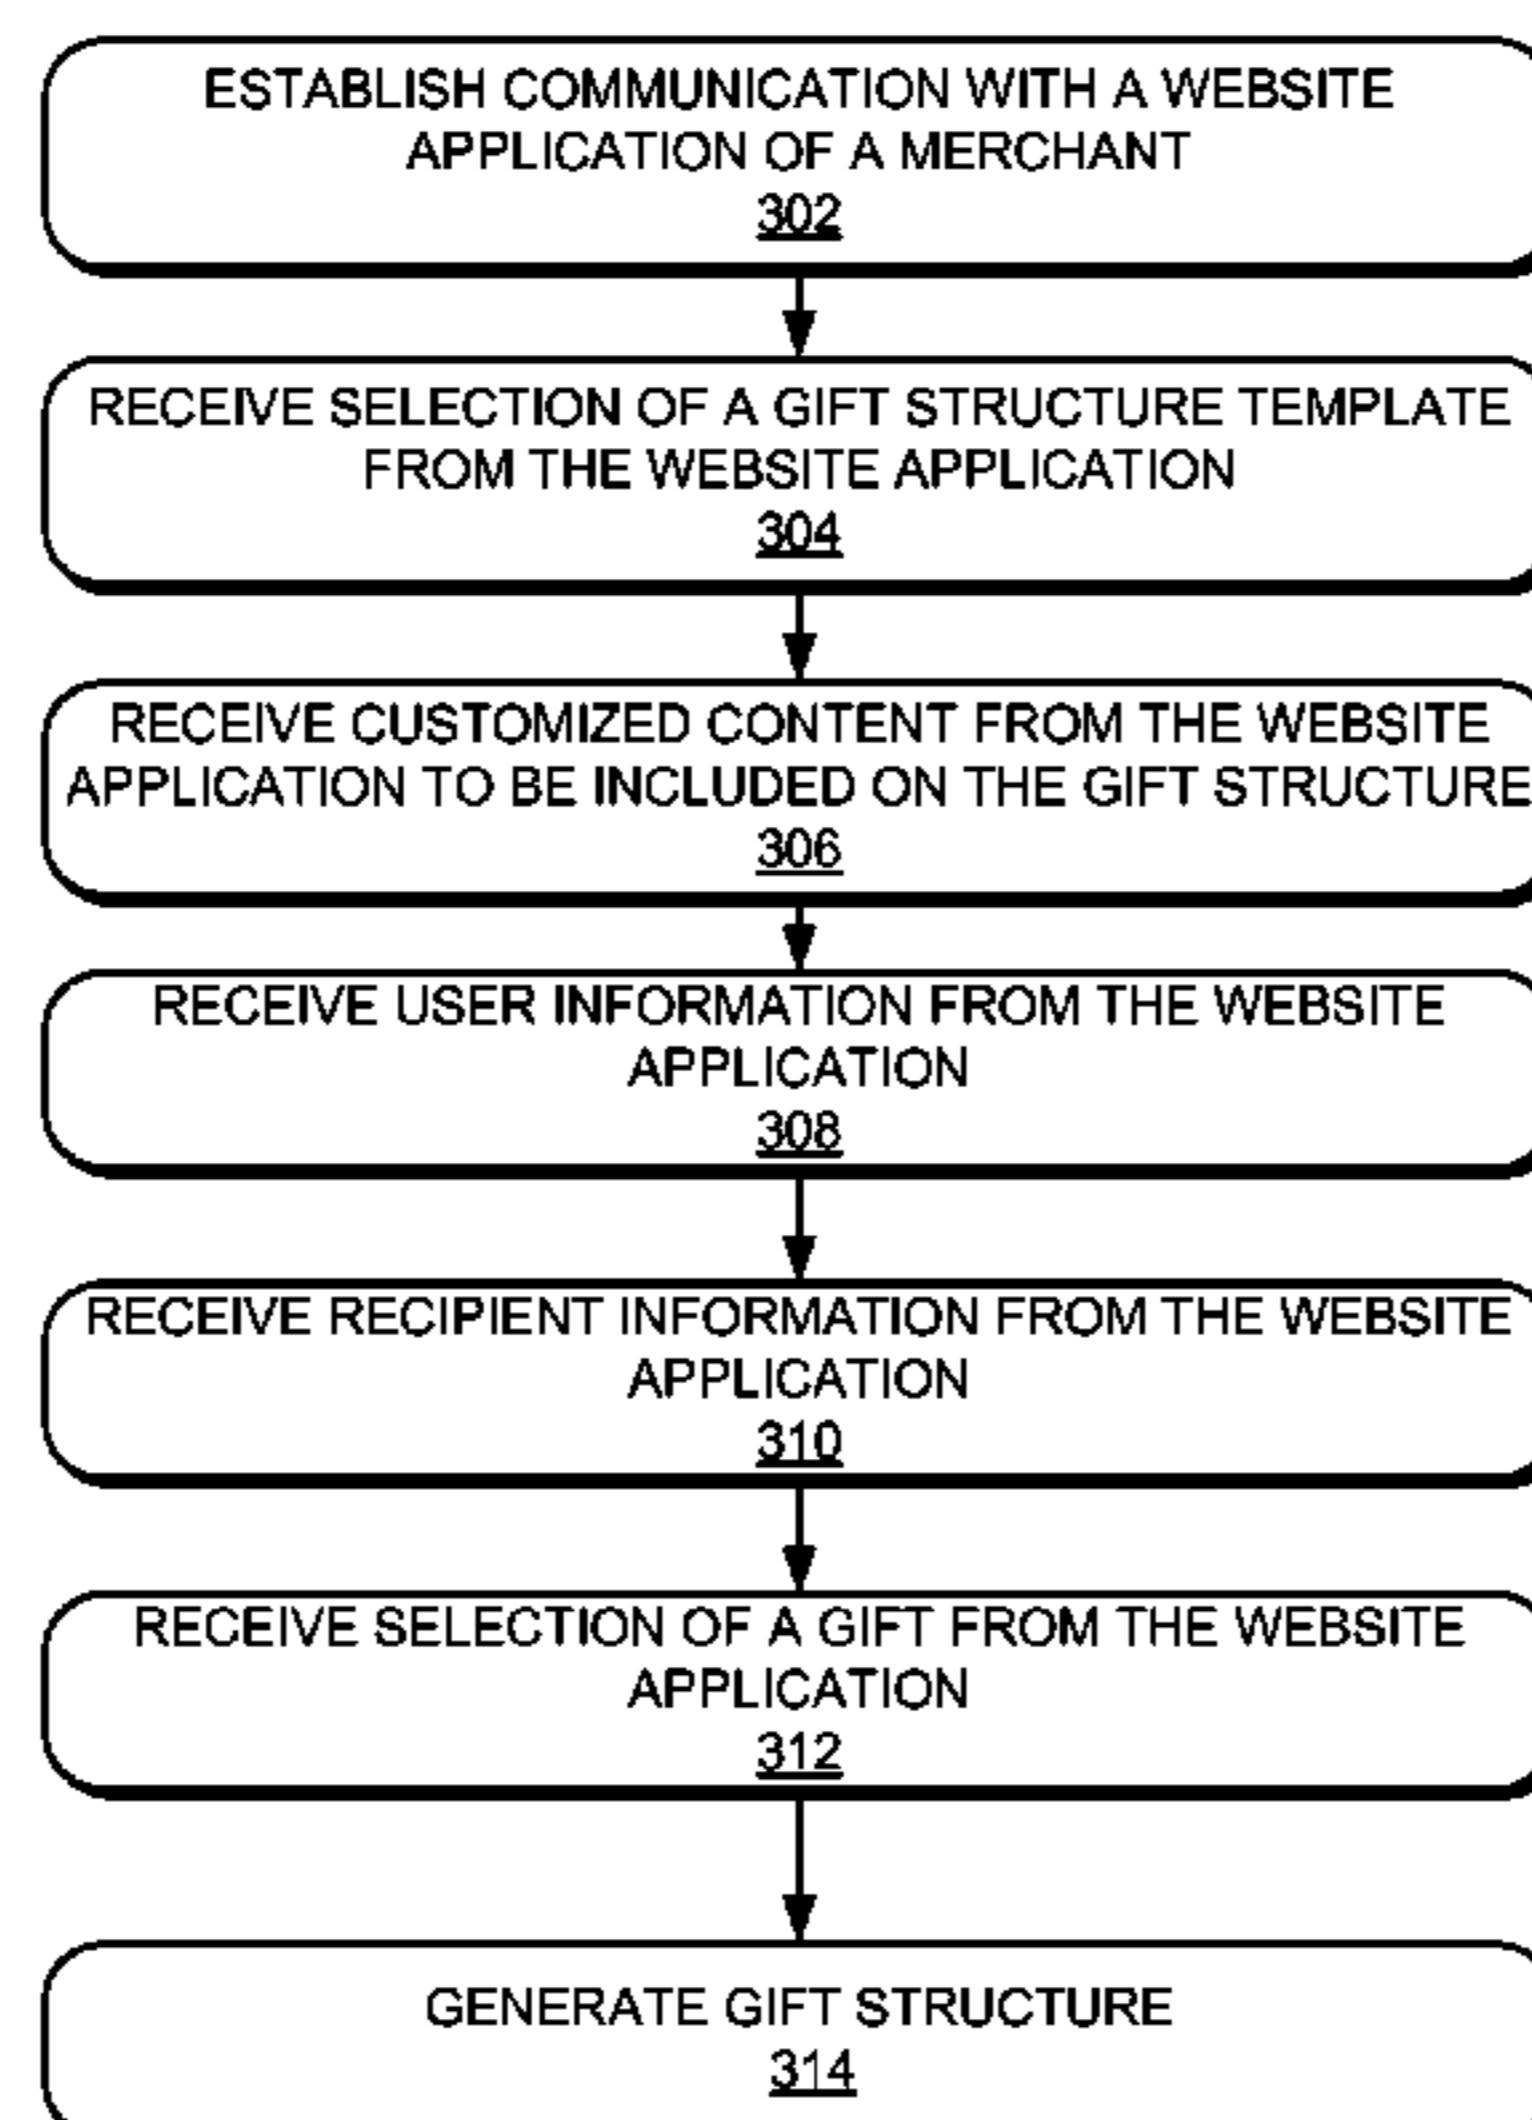 ESTABLISH COMMUNICATION WITH A WEBSITE
APPLICATION OF A MERCHANT
302
RECEIVE SELECTION OF A GIFT STRUCTURE TEMPLATE
FROM THE WEBSITE APPLICATION
304
RECEIVE CUSTOMIZED CONTENT FROM THE WEBSITE
APPLICATION TO BE INCLUDED ON THE GIFT STRUCTURE
306
RECEIVE USER INFORMATION FROM THE WEBSITE
APPLICATION
308
RECEIVE RECIPIENT INFORMATION FROM THE WEBSITE
APPLICATION
310
RECEIVE SELECTION OF A GIFT FROM THE WEBSITE
APPLICATION
312
GENERATE GIFT STRUCTURE
314